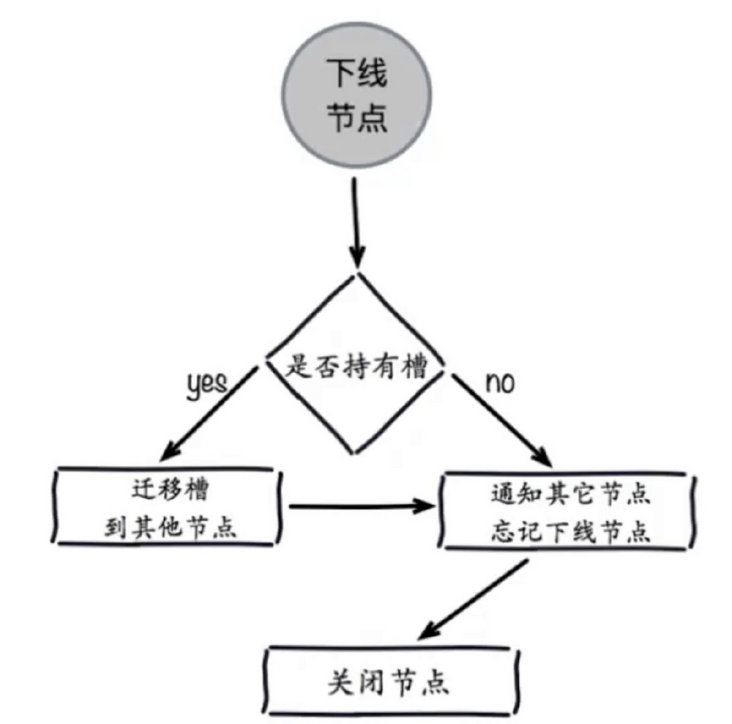 下线
节点
是否持有槽
yes
no
迁移槽
到其他节点
通知其它节点
忘记下线节点
关闭节点